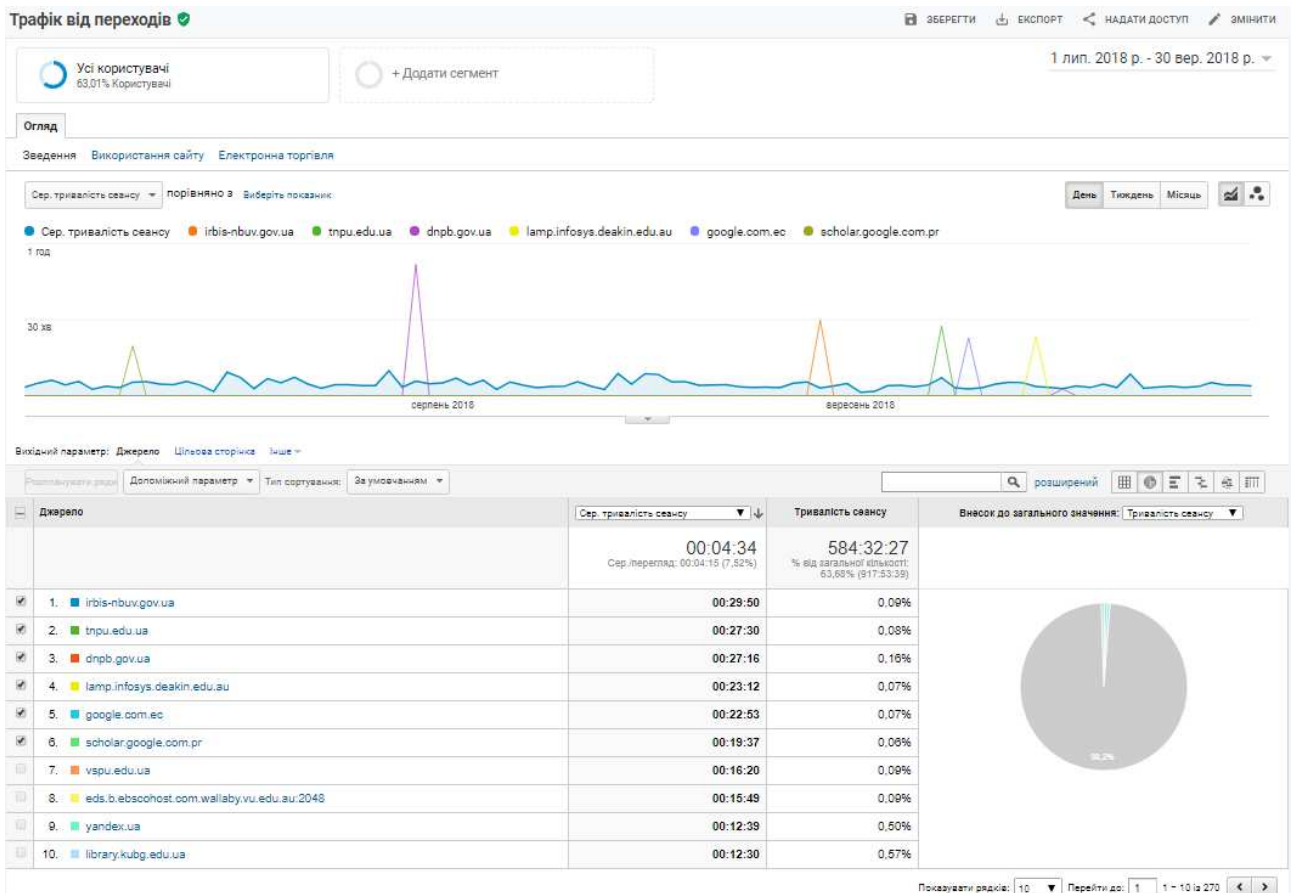 Трафік від переходів
ЗБЕРЕГТИ ЕКСПОРТ НАДАТИ ДОСТУП ЗМІНИТИ
Усі користувачі
63,01% Користувачі
+ Додати сегмент
1 лип. 2018 р. - 30 вер. 2018 р.
Огляд
Зведення Використання сайту Електронна торгівля
Сер. тривалість сеансу порівняно з Виберіть показник
День Тиждень Місяць
Сер. тривалість сеансу irbis-nbuv.gov.ua tnpu.edu.ua dnpb.gov.ua lamp.infosys.deakin.edu.au google.com.ec scholar.google.com.pr
1 год
30 хв
серпень 2018 вересень 2018
Вихідний параметр: Джерело Цільова сторінка Інше
Розпланувати ряди Допоміжний параметр Тип сортування: За умовчанням розширений
Джерело Сер. тривалість сеансу Тривалість сеансу Внесок до загального значення: Тривалість сеансу
00:04:34 584:32:27
Сер./перегляд: 00:04:15 (7,52%) % від загальної кількості:
63,68% (917:53:39)
1. irbis-nbuv.gov.ua 00:29:50 0,09%
2. tnpu.edu.ua 00:27:30 0,08%
3. dnpb.gov.ua 00:27:16 0,16%
4. lamp.infosys.deakin.edu.au 00:23:12 0,07%
5. google.com.ec 00:22:53 0,07%
6. scholar.google.com.pr 00:19:37 0,06%
7. vspu.edu.ua 00:16:20 0,09%
8. eds.b.ebscohost.com.wallaby.vu.edu.au:2048 00:15:49 0,09%
9. yandex.ua 00:12:39 0,50%
10. library.kubg.edu.ua 00:12:30 0,57%
Показувати рядків: 10 Перейти до: 1 1 - 10 із 270